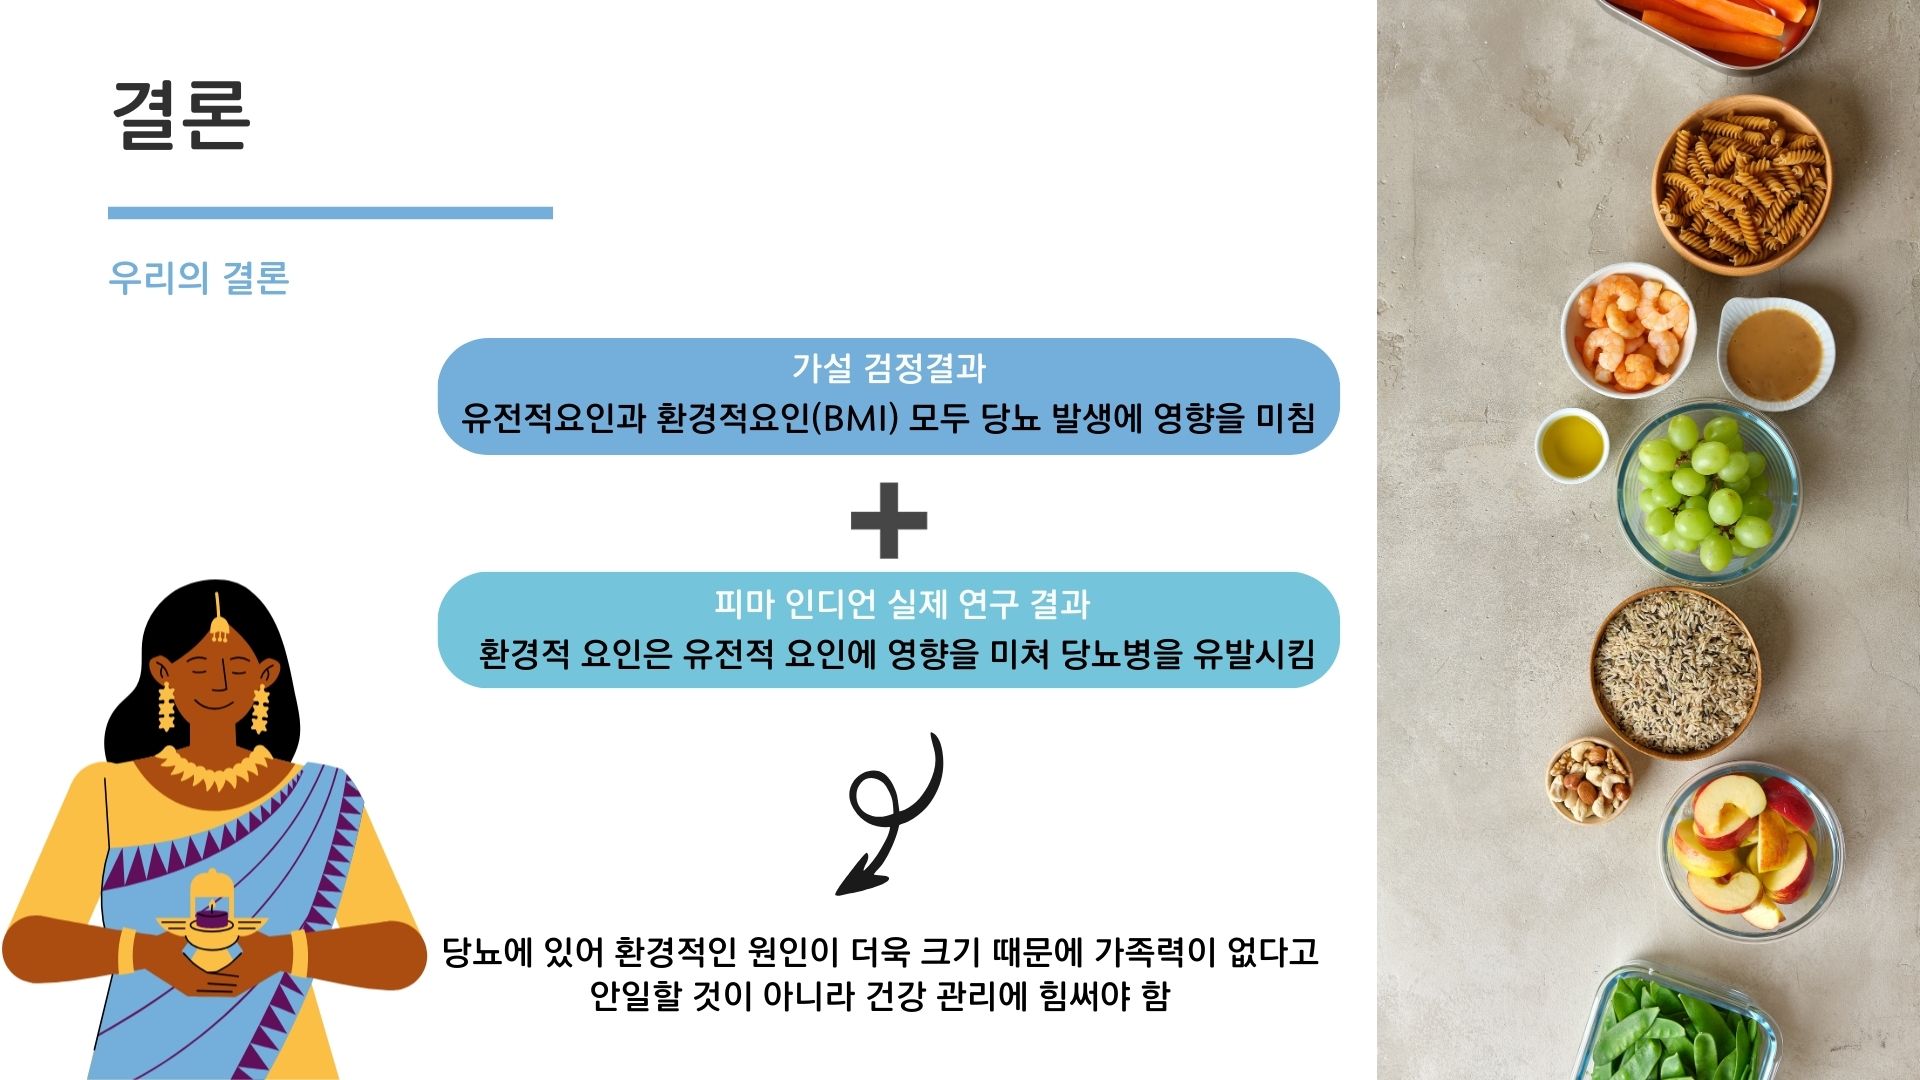 결론
우리의 결론
가설 검정결과
유전적요인과 환경적요인(BMI) 모두 당뇨 발생에 영향을 미침
피마 인디언 실제 연구 결과
환경적 요인은 유전적 요인에 영향을 미쳐 당뇨병을 유발시킴
당뇨에 있어 환경적인 원인이 더욱 크기 때문에 가족력이 없다고
안일할 것이 아니라 건강 관리에 힘써야 함